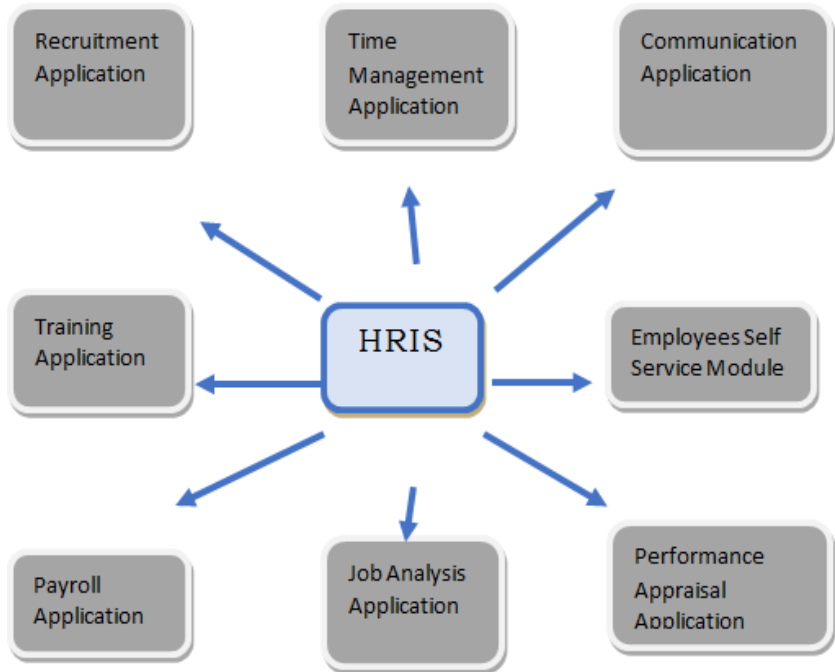 Recruitment
Application
Time
Management
Application
Communication
Application
Training
Application
HRIS
Employees Self
Service Module
Payroll
Application
Job Analysis
Application
Performance
Appraisal
Application